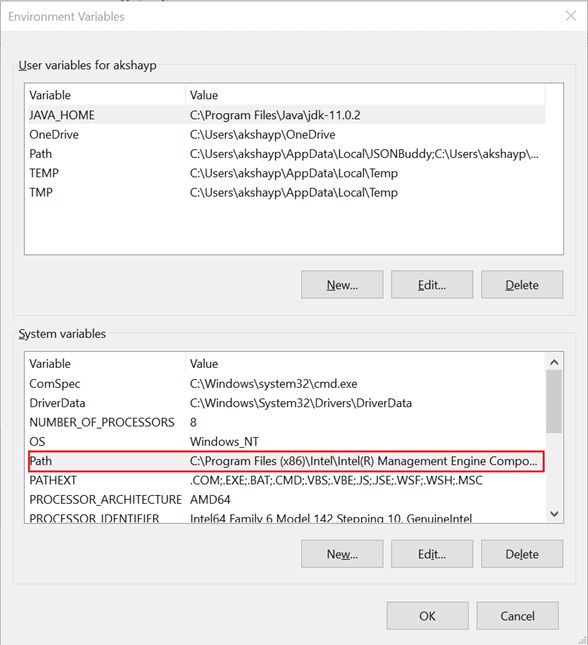 Environment Variables
User variables for akshayp
Variable Value
JAVA_HOME C:\Program Files\Java\jdk-11.0.2
OneDrive C:\Users\akshayp\OneDrive
Path C:\Users\akshayp\AppData\Local\JSONBuddy;C:\Users\akshayp\...
TEMP C:\Users\akshayp\AppData\Local\Temp
TMP C:\Users\akshayp\AppData\Local\Temp
New... Edit... Delete
System variables
Variable Value
ComSpec C:\Windows\system32\cmd.exe
DriverData C:\Windows\System32\Drivers\DriverData
NUMBER_OF_PROCESSORS 8
OS Windows_NT
Path C:\Program Files (x86)\Intel\Intel(R) Management Engine Compo...
PATHEXT .COM;.EXE;.BAT;.CMD;.VBS;.VBE;.JS;.JSE;.WSF;.WSH;.MSC
PROCESSOR_ARCHITECTURE AMD64
PROCESSOR_IDENTIFIER Intel64 Family 6 Model 142 Stepping 10, GenuineIntel
New... Edit... Delete
OK Cancel